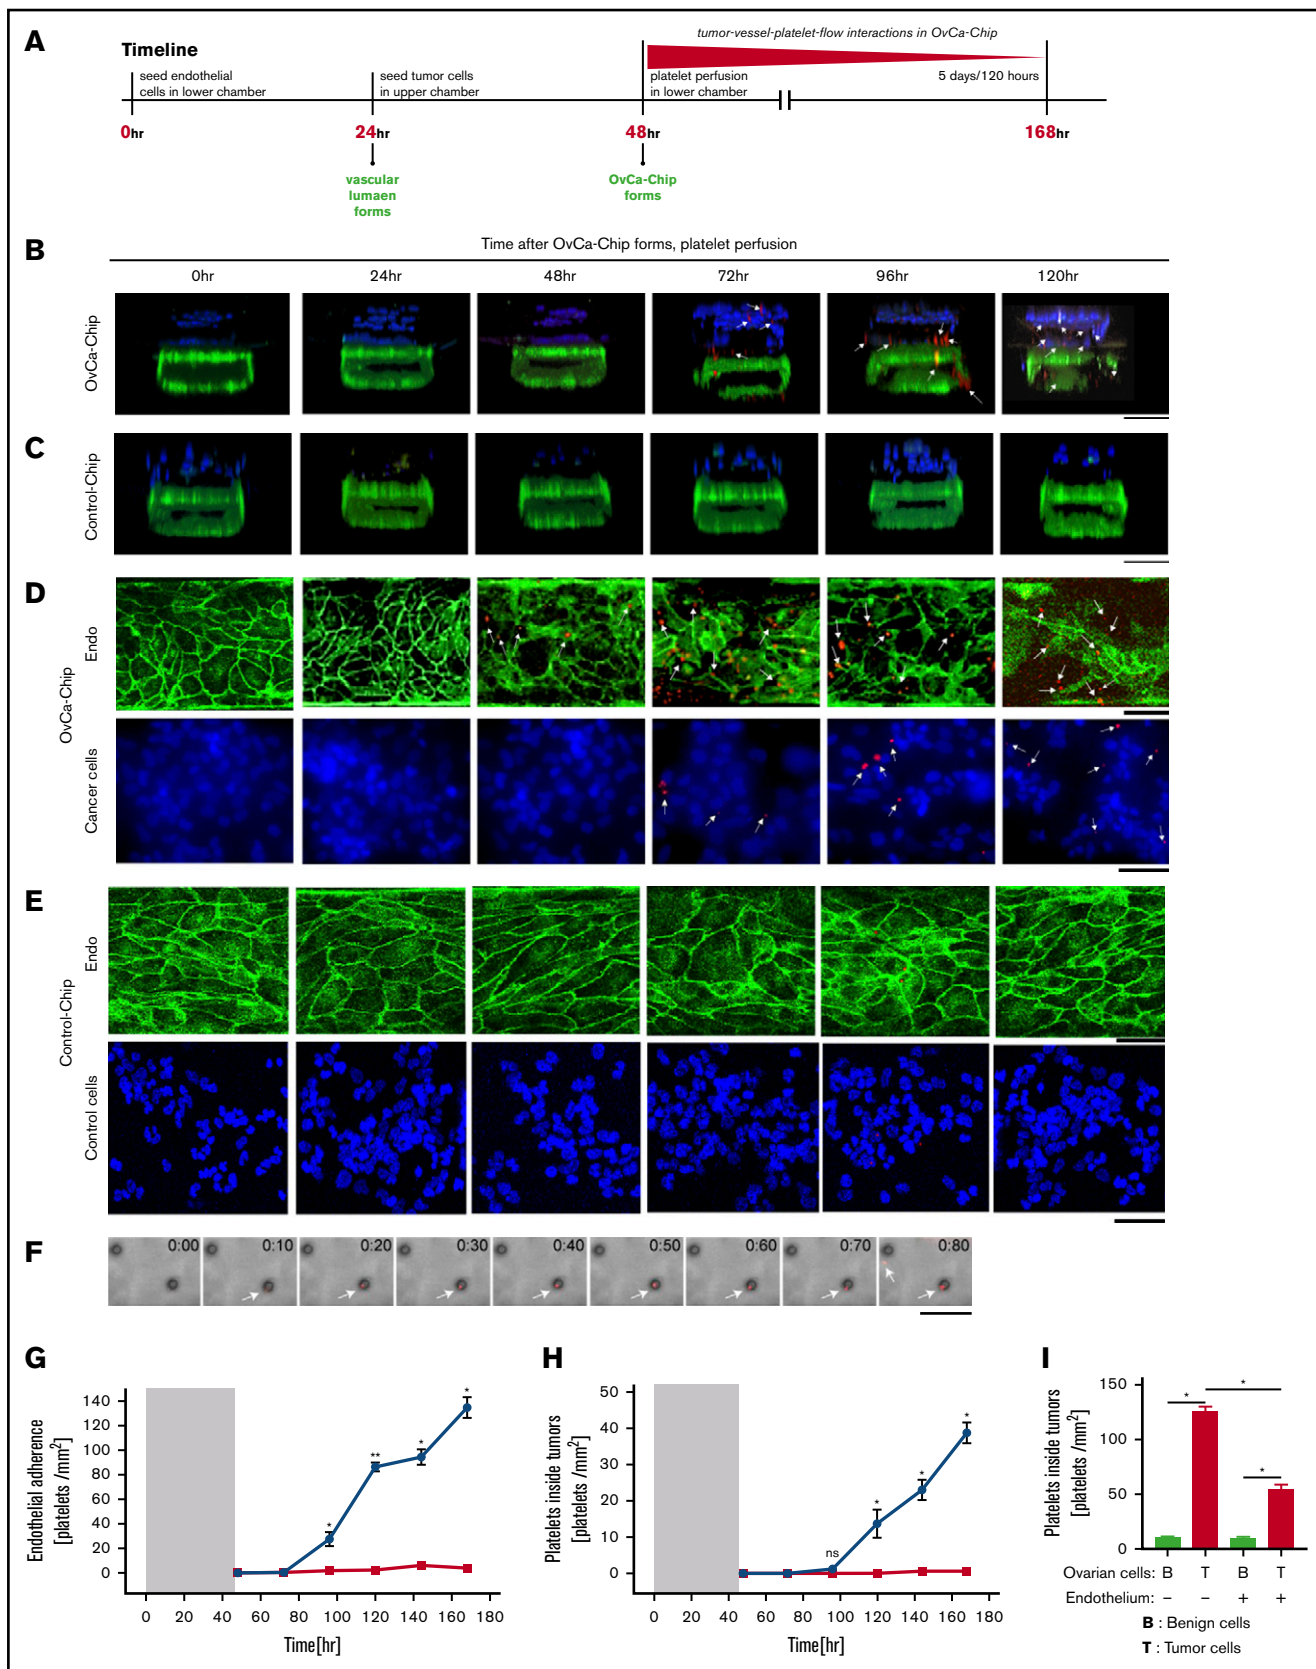 A
Timeline
tumor-vessel-platelet-flow interactions in OvCa-Chip
seed endothelial
cells in lower chamber
seed tumor cells
in upper chamber
platelet perfusion
in lower chamber
5 days/120 hours
0hr
24hr
48hr
168hr
vascular
lumaen
forms
OvCa-Chip
forms
B
Time after OvCa-Chip forms, platelet perfusion
0hr 24hr 48hr 72hr 96hr 120hr
OvCa-Chip
C
Control-Chip
D
OvCa-Chip
Endo
Cancer cells
E
Control-Chip
Endo
Control cells
F
0:00 0:10 0:20 0:30 0:40 0:50 0:60 0:70 0:80
G
Endothelial adherence
[platelets /mm2]
140
120
100
80
60
40
20
0
* ** * *
0 20 40 60 80 100 120 140 160 180
Time[hr]
H
Platelets inside tumors
[platelets /mm2]
50
40
30
20
10
0
ns * * *
0 20 40 60 80 100 120 140 160 180
Time[hr]
I
Platelets inside tumors
[platelets /mm2]
150
100
50
0
* * *
Ovarian cells: B T B T
Endothelium: – – + +
B : Benign cells
T : Tumor cells